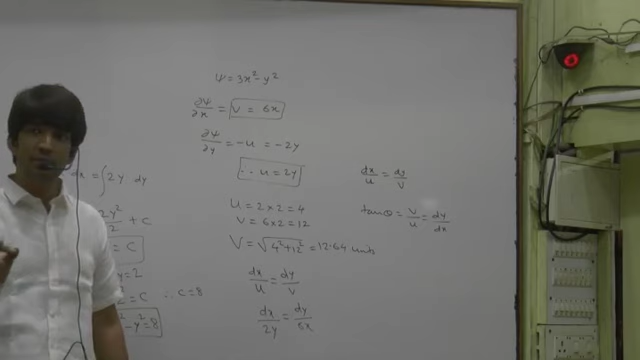 ψ = 3x² - y²
∂ψ/∂x = V = 6x
∂ψ/∂y = -u = -2y
∴ u = 2y
u = 2 × 2 = 4
V = 6 × 2 = 12
V = √4² + 12² = 12.64 units
dx/u = dy/V
dx/2y = dy/6x
dx/u = dy/V
tanθ = V/u = dy/dx
= ∫ 2y dy
2y²/2 + C
= C
y = 2
= C ∴ C = 8
- y² = 8